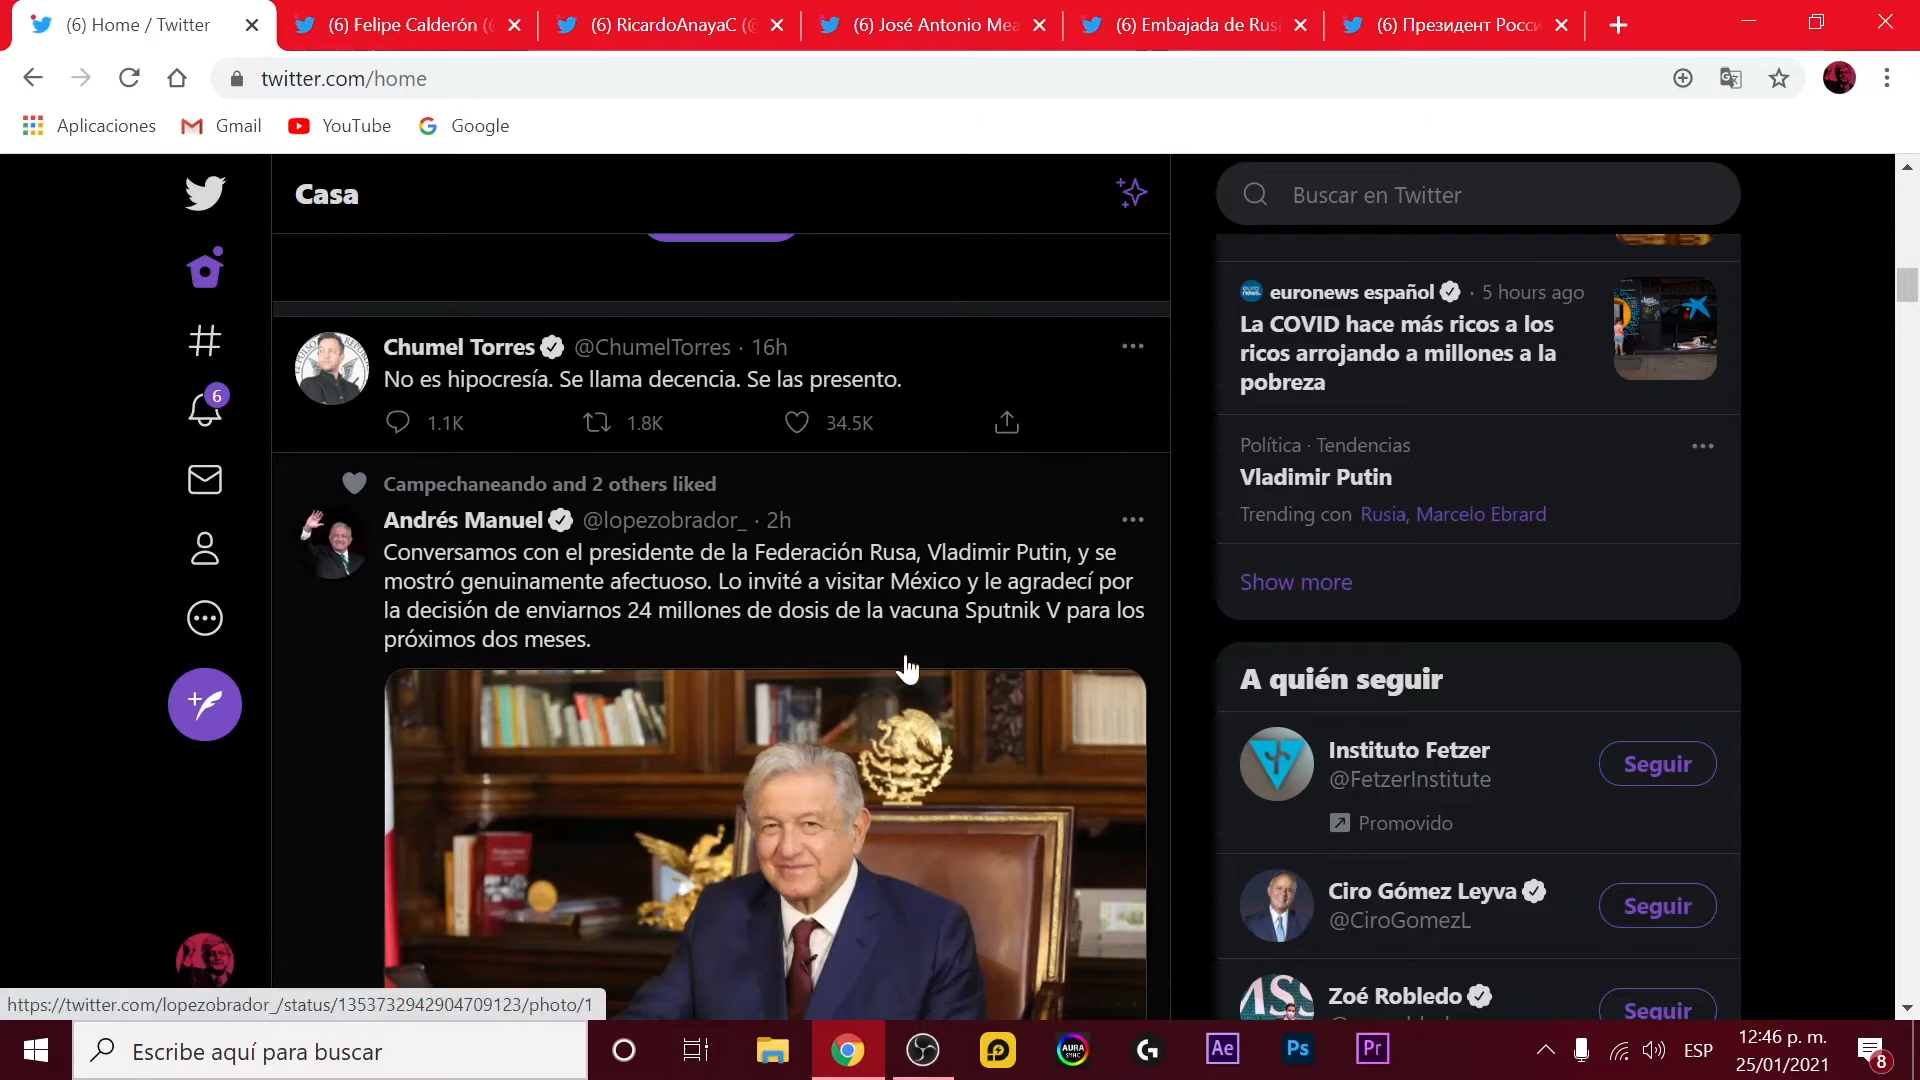 (6) Home / Twitter
(6) Felipe Calderón (
(6) RicardoAnayaC (@
(6) José Antonio Mea
(6) Embajada de Rusi
(6) Президент Росси
twitter.com/home
Aplicaciones
Gmail
YouTube
Google
Casa
Buscar en Twitter
Chumel Torres @ChumelTorres · 16h
No es hipocresía. Se llama decencia. Se las presento.
1.1K
1.8K
34.5K
6
Campechaneando and 2 others liked
Andrés Manuel @lopezobrador_ · 2h
Conversamos con el presidente de la Federación Rusa, Vladimir Putin, y se
mostró genuinamente afectuoso. Lo invité a visitar México y le agradecí por
la decisión de enviarnos 24 millones de dosis de la vacuna Sputnik V para los
próximos dos meses.
euronews español · 5 hours ago
La COVID hace más ricos a los
ricos arrojando a millones a la
pobreza
Política · Tendencias
Vladimir Putin
Trending con Rusia, Marcelo Ebrard
Show more
A quién seguir
Instituto Fetzer
@FetzerInstitute
Promovido
Seguir
Ciro Gómez Leyva
@CiroGomezL
Seguir
Zoé Robledo
Seguir
https://twitter.com/lopezobrador_/status/1353732942904709123/photo/1
Escribe aquí para buscar
AURA
SYNC
Ae
Ps
Pr
ESP
12:46 p. m.
25/01/2021
8